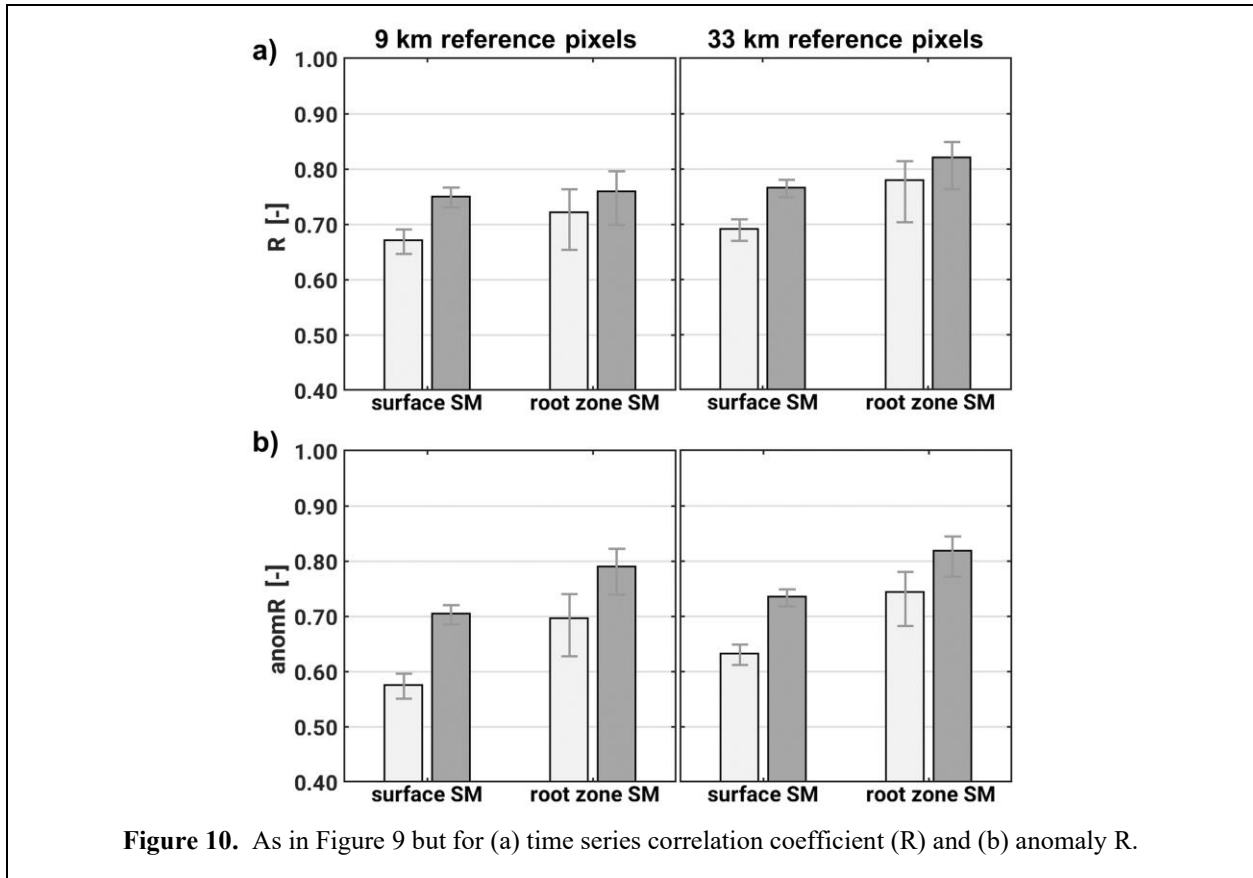 a) 9 km reference pixels 33 km reference pixels
1.00
0.90
0.80
0.70
0.60
0.50
0.40
R [-]
surface SM root zone SM surface SM root zone SM
b)
1.00
0.90
0.80
0.70
0.60
0.50
0.40
anomR [-]
surface SM root zone SM surface SM root zone SM
Figure 10. As in Figure 9 but for (a) time series correlation coefficient (R) and (b) anomaly R.